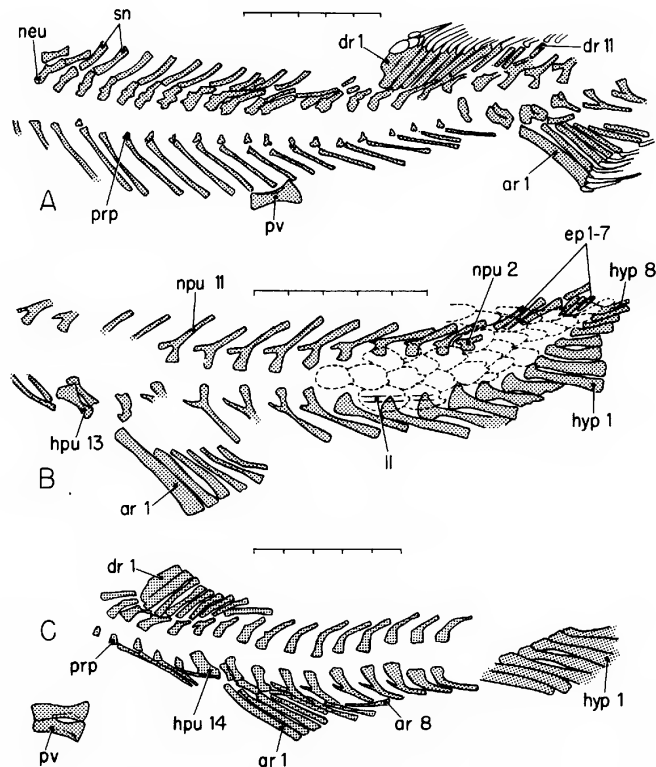 sn
neu
dr 1
dr 11
prp
pv
ar 1
A
ep 1-7
npu 11
npu 2
hyp 8
hpu 13
ll
hyp 1
ar 1
B
dr 1
C
prp
hpu 14
ar 8
hyp 1
pv
ar 1